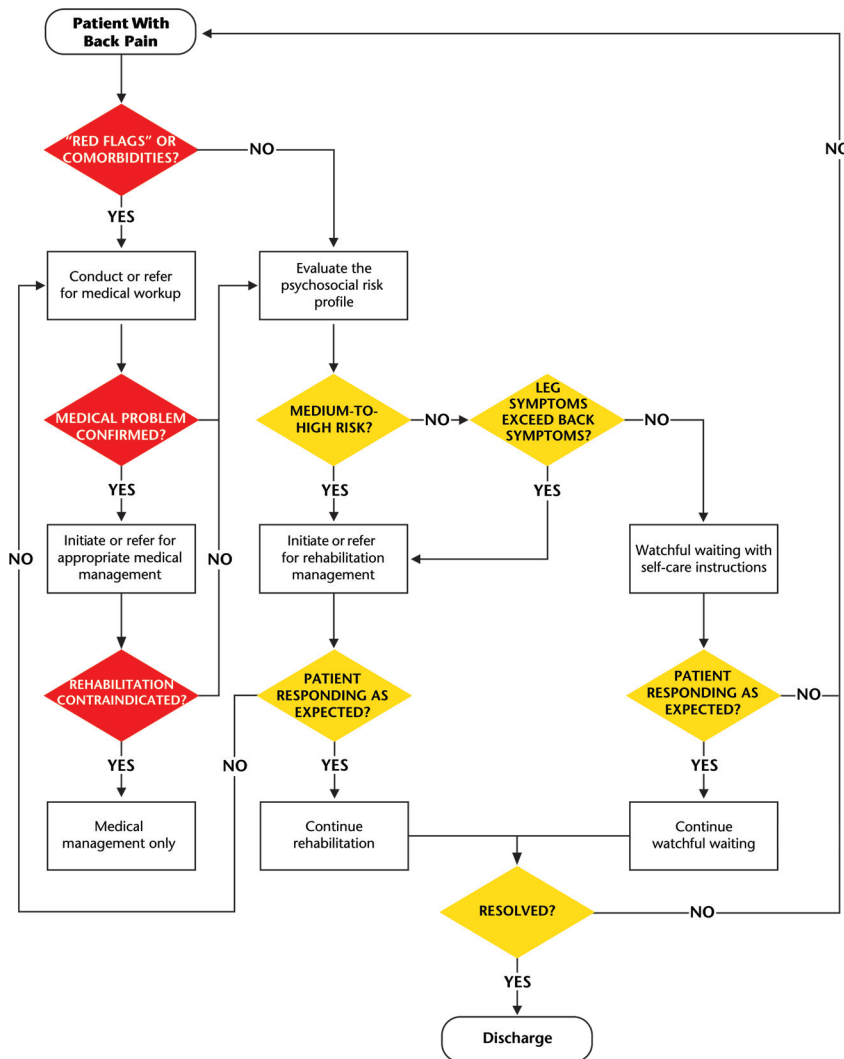 Patient With
Back Pain
"RED FLAGS" OR
COMORBIDITIES?
NO
NO
YES
Conduct or refer
for medical workup
Evaluate the
psychosocial risk
profile
MEDICAL PROBLEM
CONFIRMED?
MEDIUM-TO-
HIGH RISK?
NO
LEG
SYMPTOMS
EXCEED BACK
SYMPTOMS?
NO
YES
YES
YES
NO
Initiate or refer for
appropriate medical
management
NO
Initiate or refer
for rehabilitation
management
Watchful waiting with
self-care instructions
REHABILITATION
CONTRAINDICATED?
PATIENT
RESPONDING AS
EXPECTED?
PATIENT
RESPONDING AS
EXPECTED?
NO
YES
NO
YES
YES
Medical
management only
Continue
rehabilitation
Continue
watchful waiting
RESOLVED?
NO
YES
Discharge